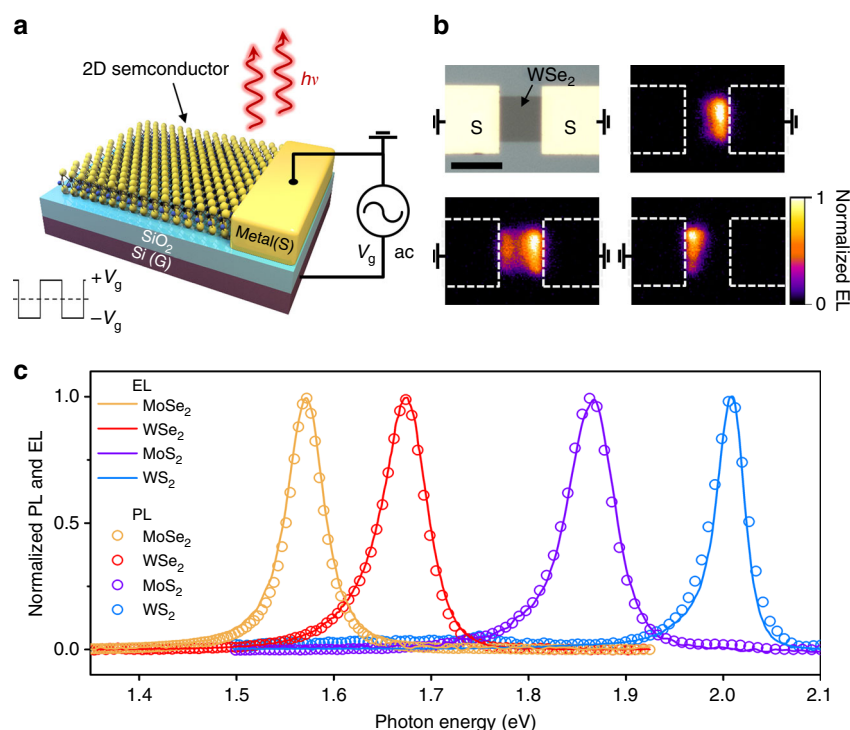 a
2D semconductor
hν
SiO2
Si (G)
Metal(S)
Vg
ac
+Vg
−Vg
b
WSe2
S
S
1
0
Normalized EL
c
1.0
0.5
0.0
Normalized PL and EL
EL
MoSe2
WSe2
MoS2
WS2
PL
MoSe2
WSe2
MoS2
WS2
1.4 1.5 1.6 1.7 1.8 1.9 2.0 2.1
Photon energy (eV)